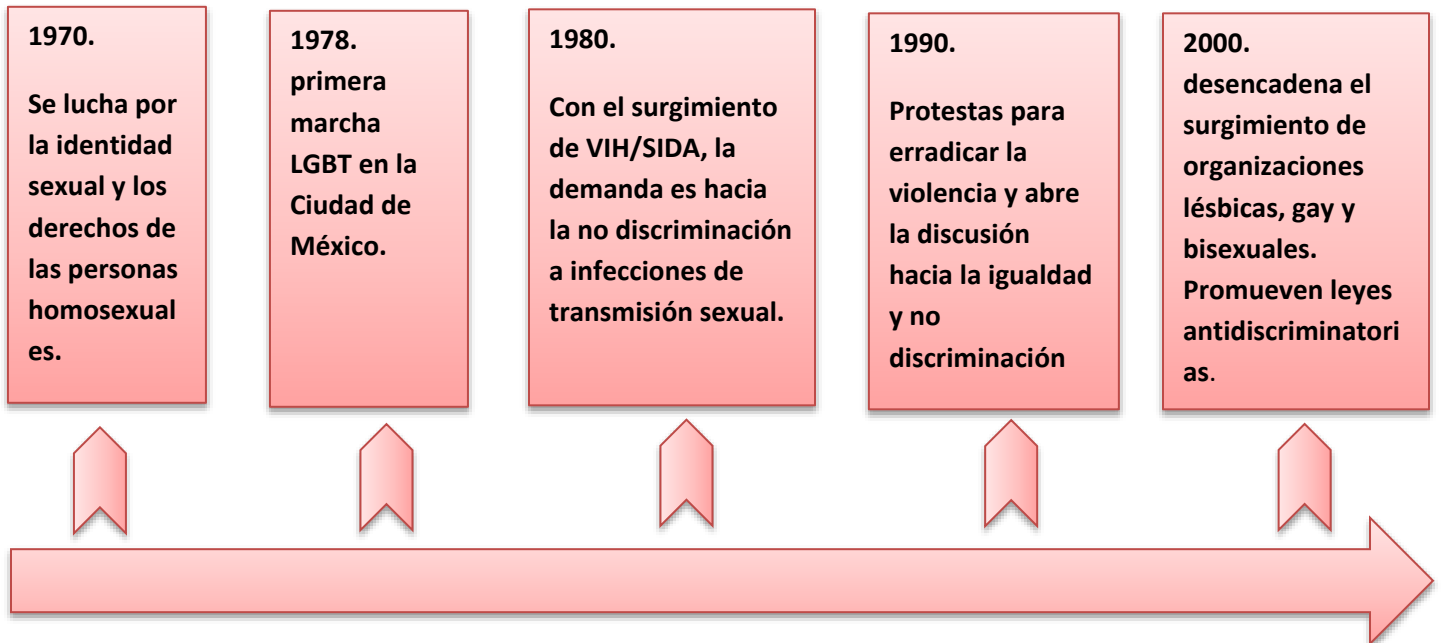 1970.
Se lucha por
la identidad
sexual y los
derechos de
las personas
homosexual
es.
1978.
primera
marcha
LGBT en la
Ciudad de
México.
1980.
Con el surgimiento
de VIH/SIDA, la
demanda es hacia
la no discriminación
a infecciones de
transmisión sexual.
1990.
Protestas para
erradicar la
violencia y abre
la discusión
hacia la igualdad
y no
discriminación
2000.
desencadena el
surgimiento de
organizaciones
lésbicas, gay y
bisexuales.
Promueven leyes
antidiscriminatori
as.